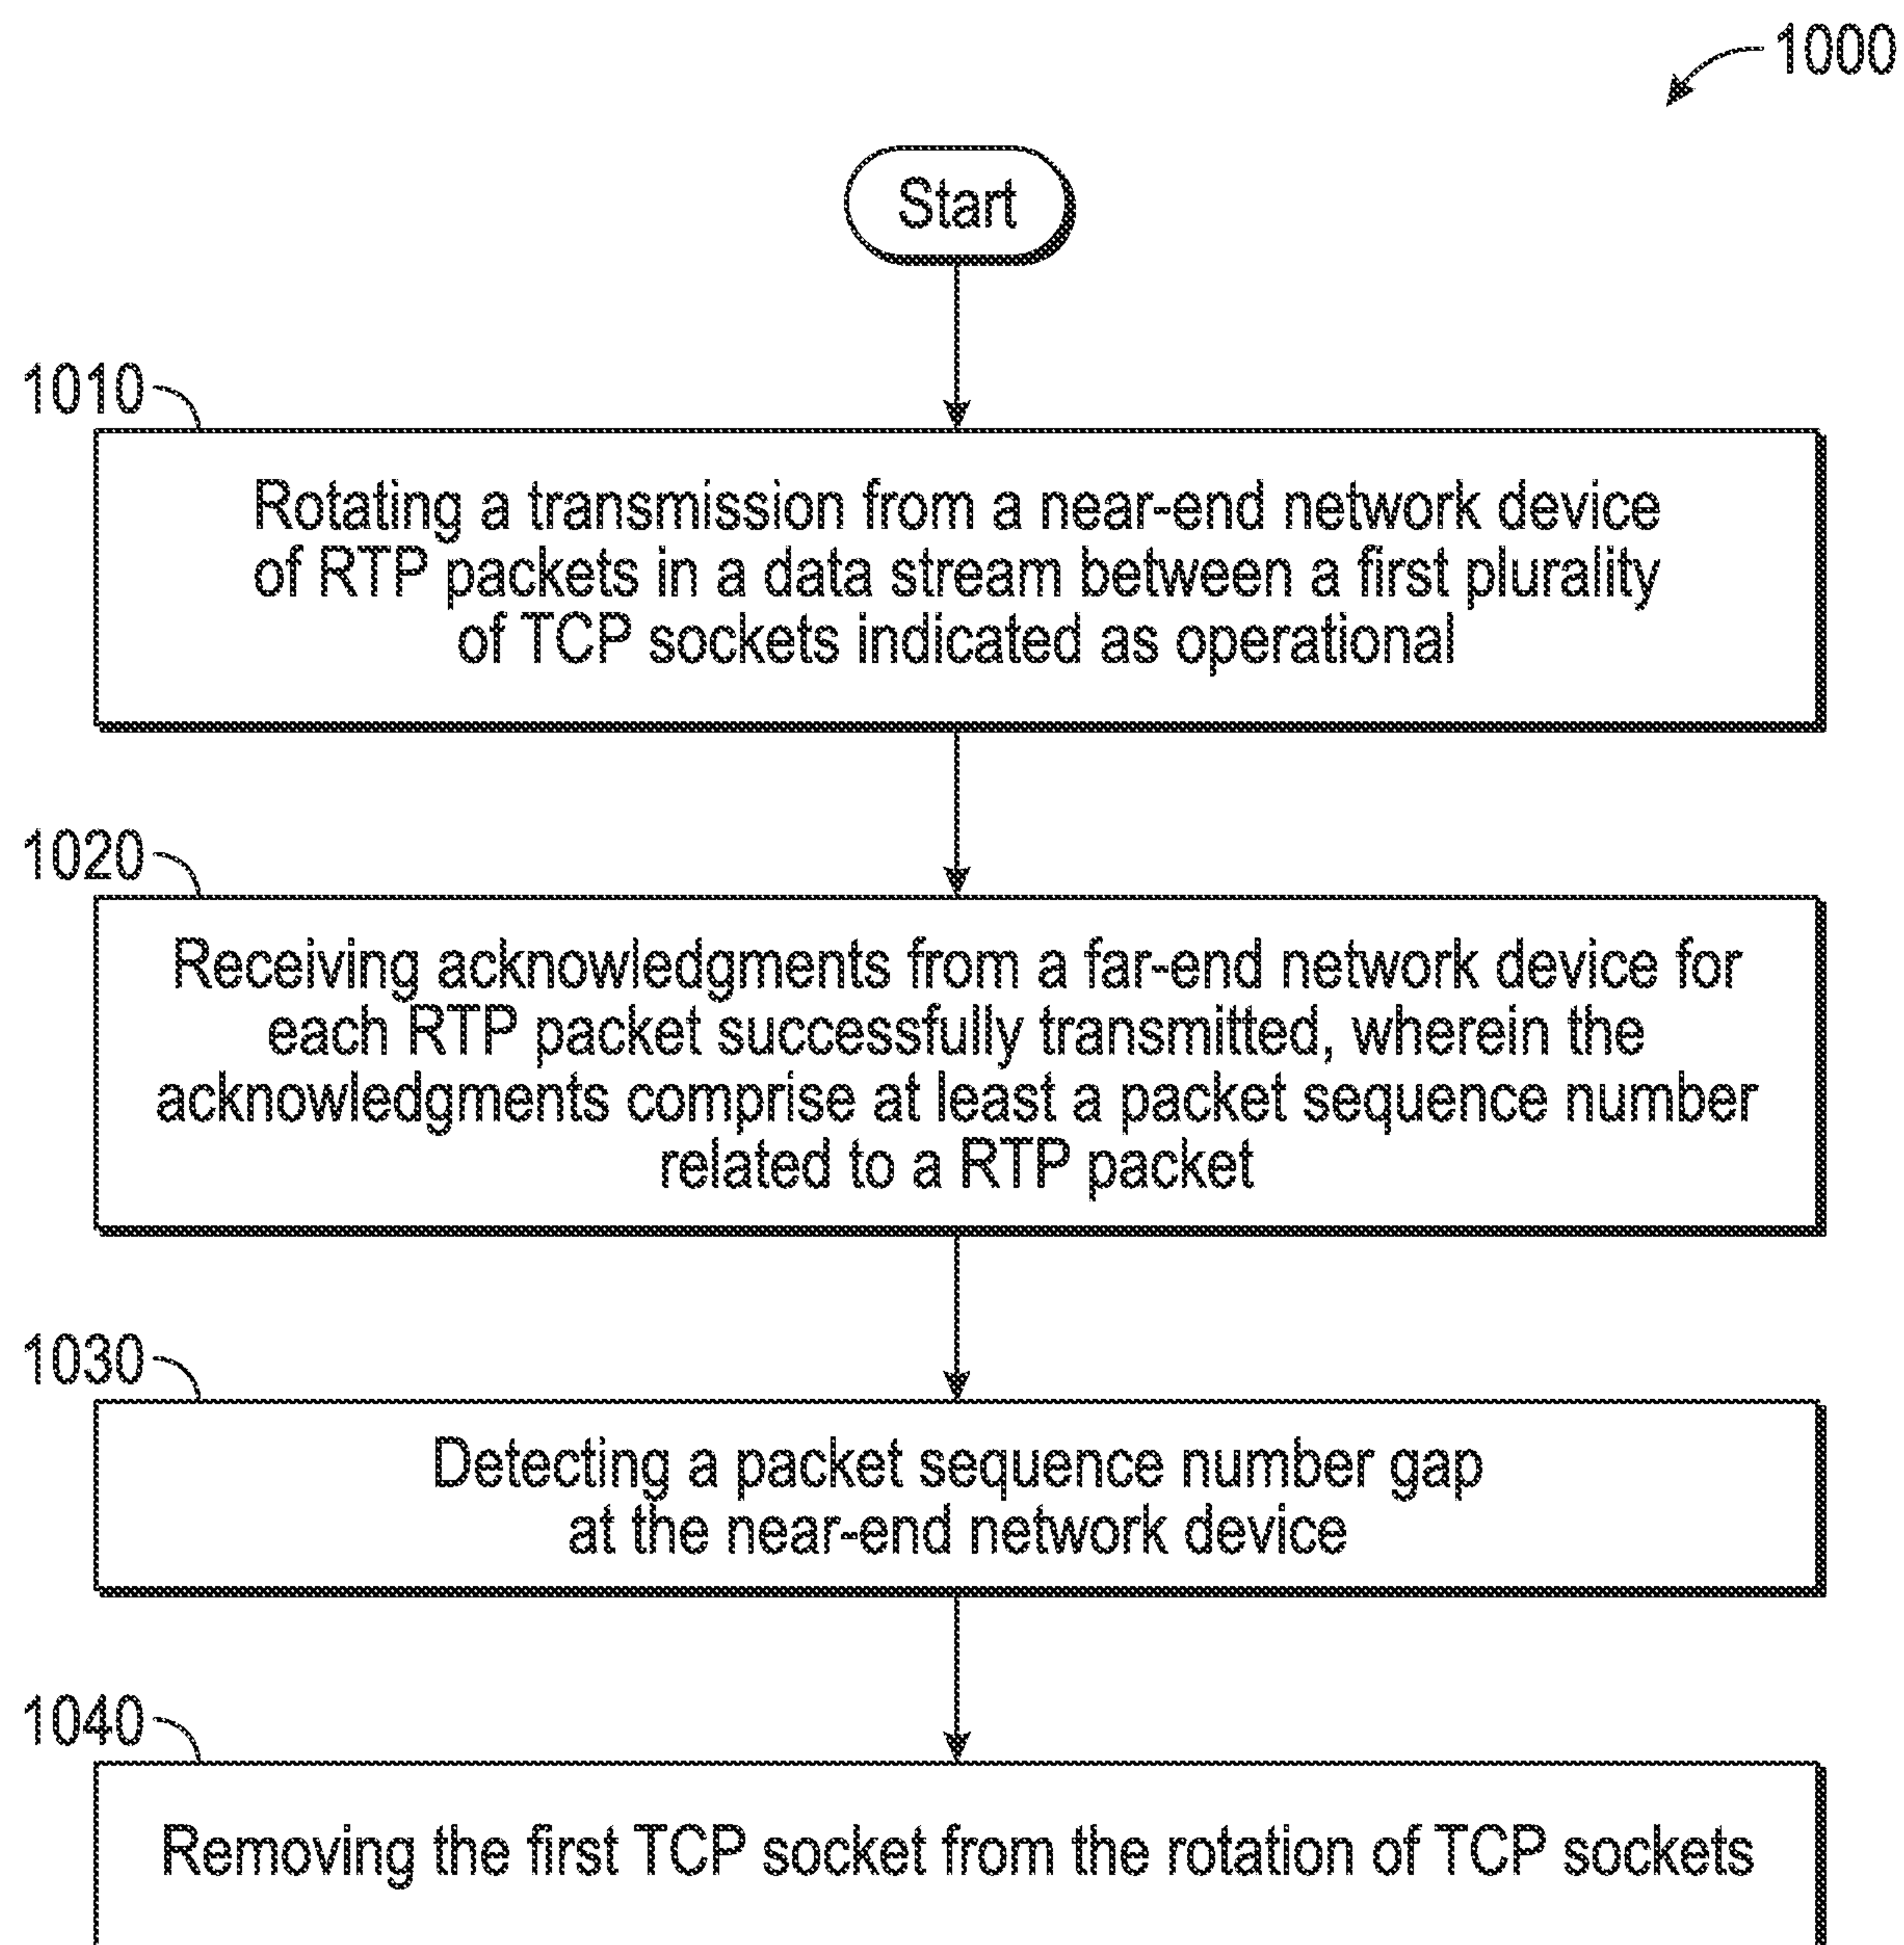 1000
Start
1010
Rotating a transmission from a near-end network device
of RTP packets in a data stream between a first plurality
of TCP sockets indicated as operational
1020
Receiving acknowledgments from a far-end network device for
each RTP packet successfully transmitted, wherein the
acknowledgments comprise at least a packet sequence number
related to a RTP packet
1030
Detecting a packet sequence number gap
at the near-end network device
1040
Removing the first TCP socket from the rotation of TCP sockets